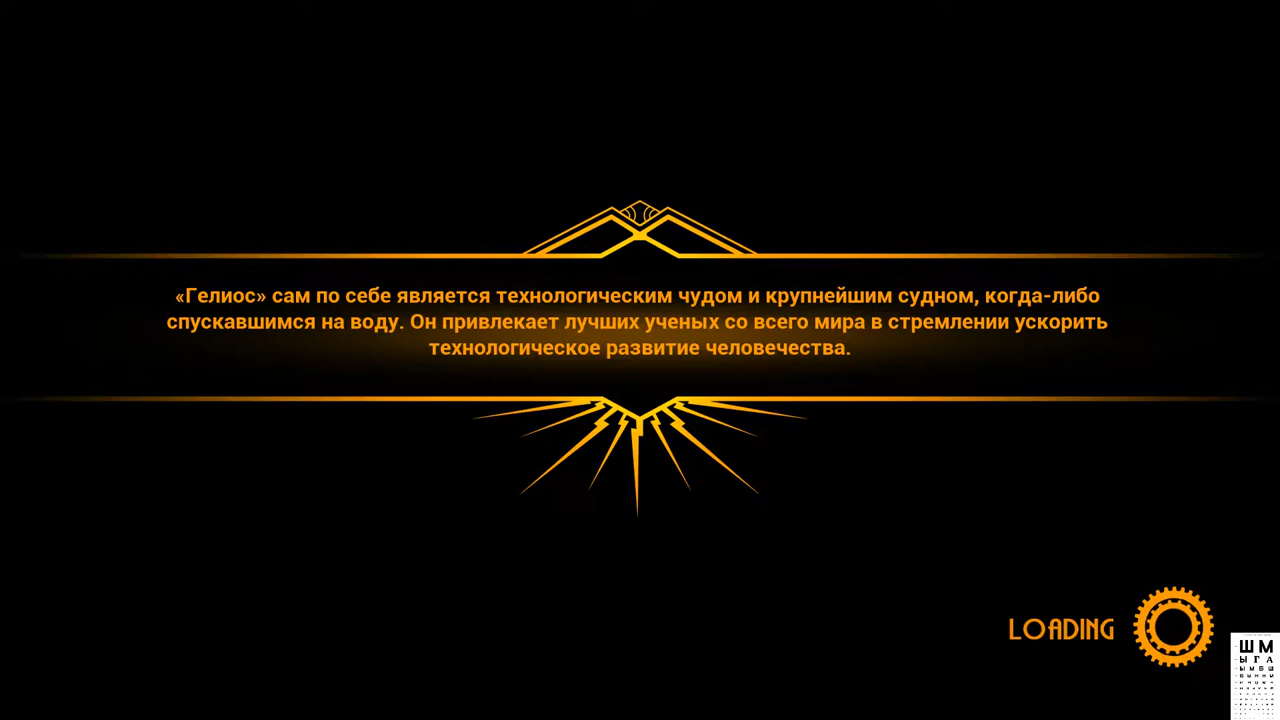 «Гелиос» сам по себе является технологическим чудом и крупнейшим судном, когда-либо
спускавшимся на воду. Он привлекает лучших ученых со всего мира в стремлении ускорить
технологическое развитие человечества.
LOADING
Ш М
Ы Г А
Ы М Б Ш
Б Ы Н К И